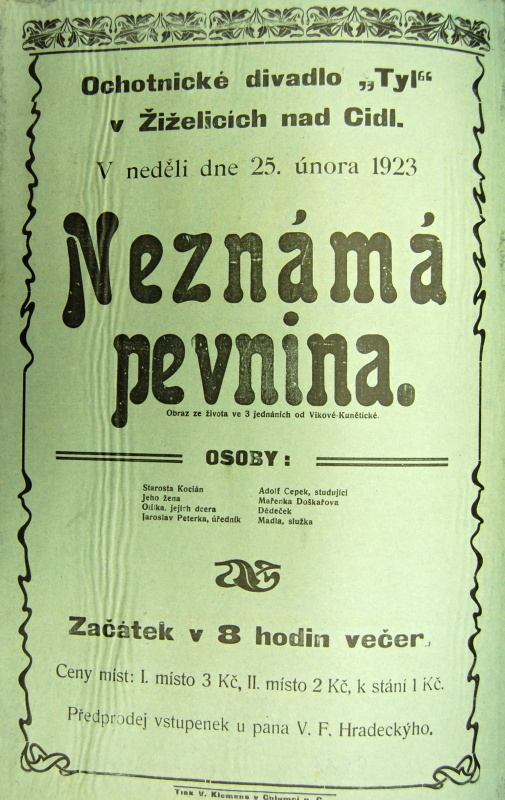 Ochotnické divadlo „Tyl“
v Žiželicích nad Cidl.
V neděli dne 25. února 1923
Neznámá
pevnina.
Obraz ze života ve 3 jednáních od Vikové-Kunětické.
OSOBY:
Starosta Kocián
Jeho žena
jejich dcera
Jaroslav Peterka, úředník
Adolf Cepek, studující
Mařenka Doškařova
Dědeček
Madla, služka
Začátek v 8 hodin večer.
Ceny míst: I. místo 3 Kč, II. místo 2 Kč, k stání 1 Kč.
Předprodej vstupenek u pana V. F. Hradeckýho.
Tisk V. Klemens v